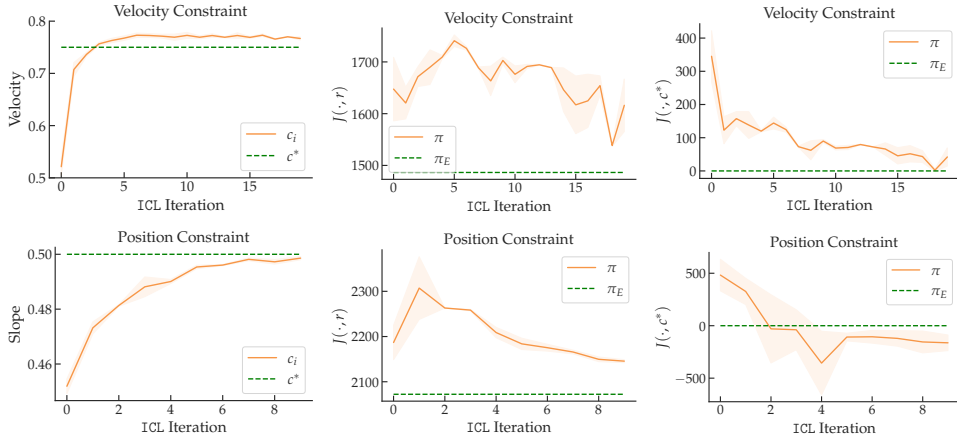 Velocity Constraint
0.8
0.7
0.6
0.5
Velocity
0
5
10
15
ICL Iteration
c_i
c*
Velocity Constraint
1700
1600
1500
J(·, r)
0
5
10
15
ICL Iteration
π
π_E
Velocity Constraint
400
300
200
100
0
J(·, c*)
0
5
10
15
ICL Iteration
π
π_E
Position Constraint
0.50
0.48
0.46
Slope
0
2
4
6
8
ICL Iteration
c_i
c*
Position Constraint
2300
2200
2100
J(·, r)
0
2
4
6
8
ICL Iteration
π
π_E
Position Constraint
500
0
−500
J(·, c*)
0
2
4
6
8
ICL Iteration
π
π_E